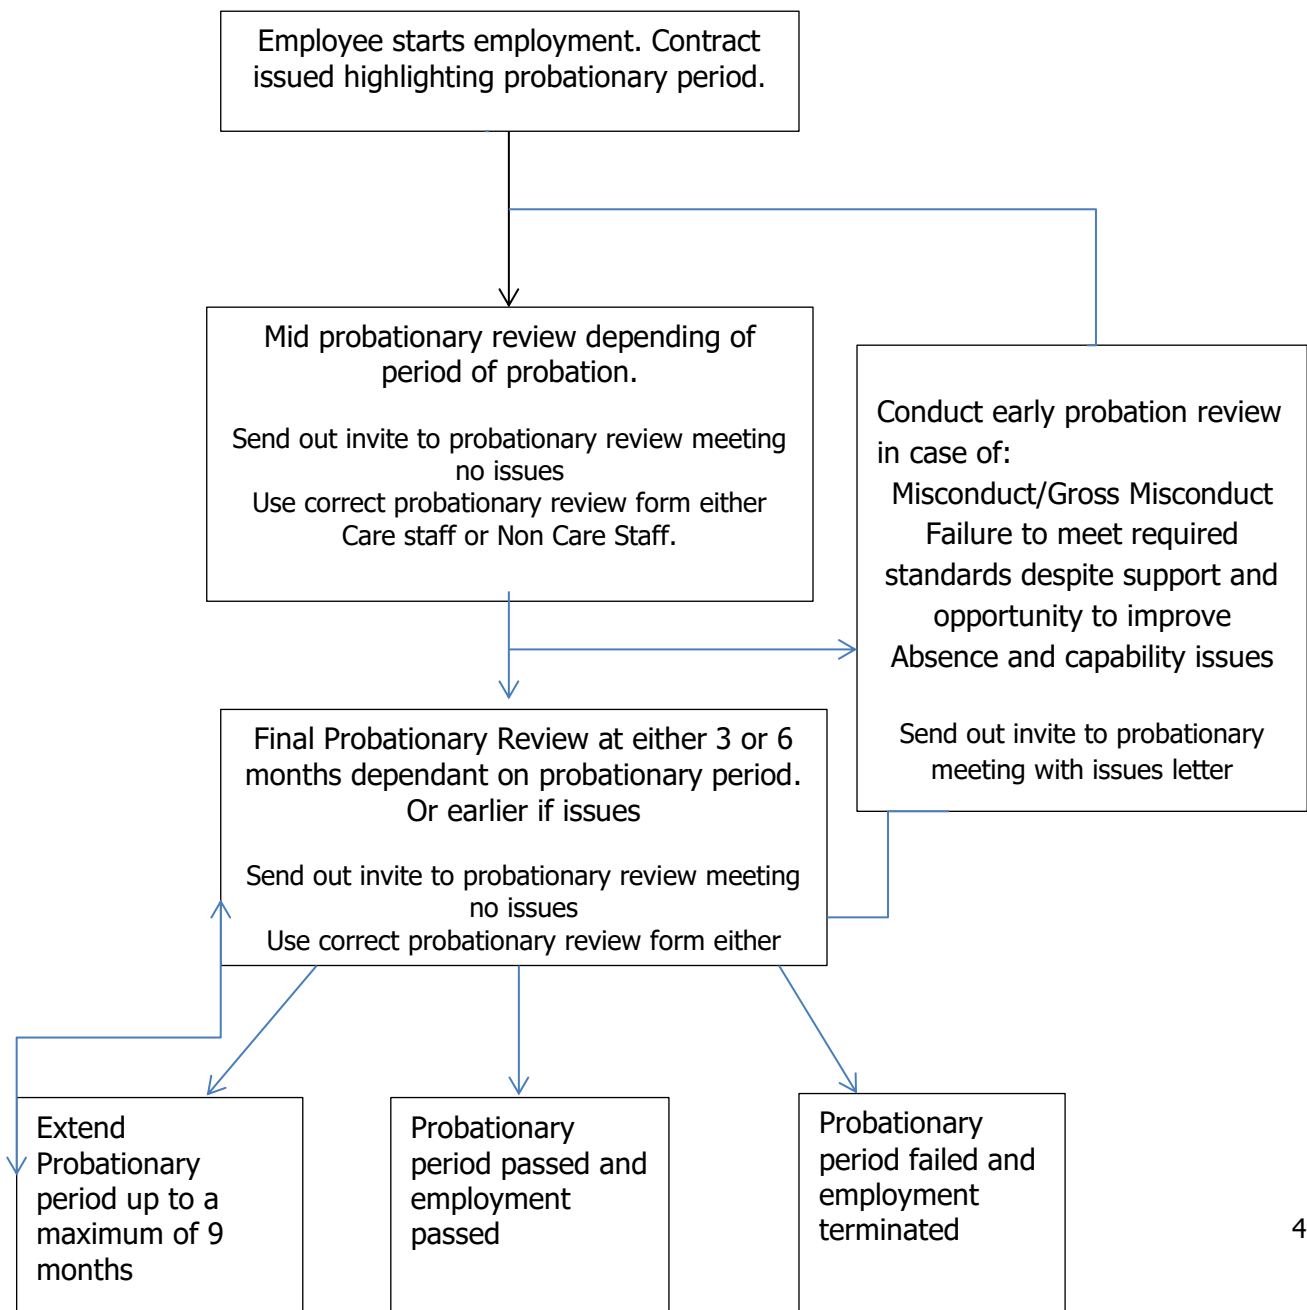 Employee starts employment. Contract
issued highlighting probationary period.
Mid probationary review depending of
period of probation.
Send out invite to probationary review meeting
no issues
Use correct probationary review form either
Care staff or Non Care Staff.
Conduct early probation review
in case of:
Misconduct/Gross Misconduct
Failure to meet required
standards despite support and
opportunity to improve
Absence and capability issues
Send out invite to probationary
meeting with issues letter
Final Probationary Review at either 3 or 6
months dependant on probationary period.
Or earlier if issues
Send out invite to probationary review meeting
no issues
Use correct probationary review form either
Extend
Probationary
period up to a
maximum of 9
months
Probationary
period passed and
employment
passed
Probationary
period failed and
employment
terminated
4